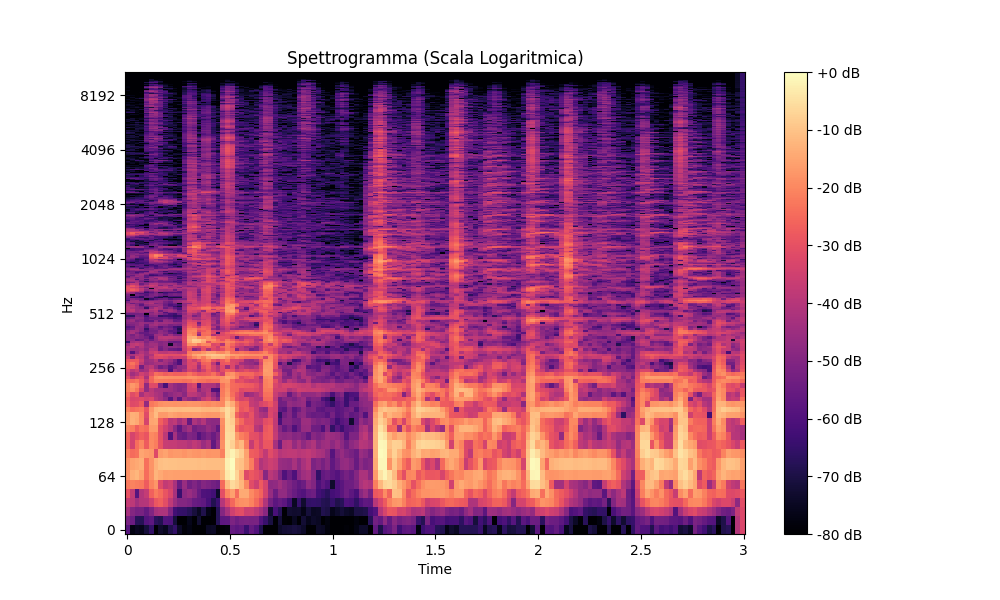 Spettrogramma (Scala Logaritmica)
Hz
8192
4096
2048
1024
512
256
128
64
0
0 0.5 1 1.5 2 2.5 3
Time
+0 dB
-10 dB
-20 dB
-30 dB
-40 dB
-50 dB
-60 dB
-70 dB
-80 dB